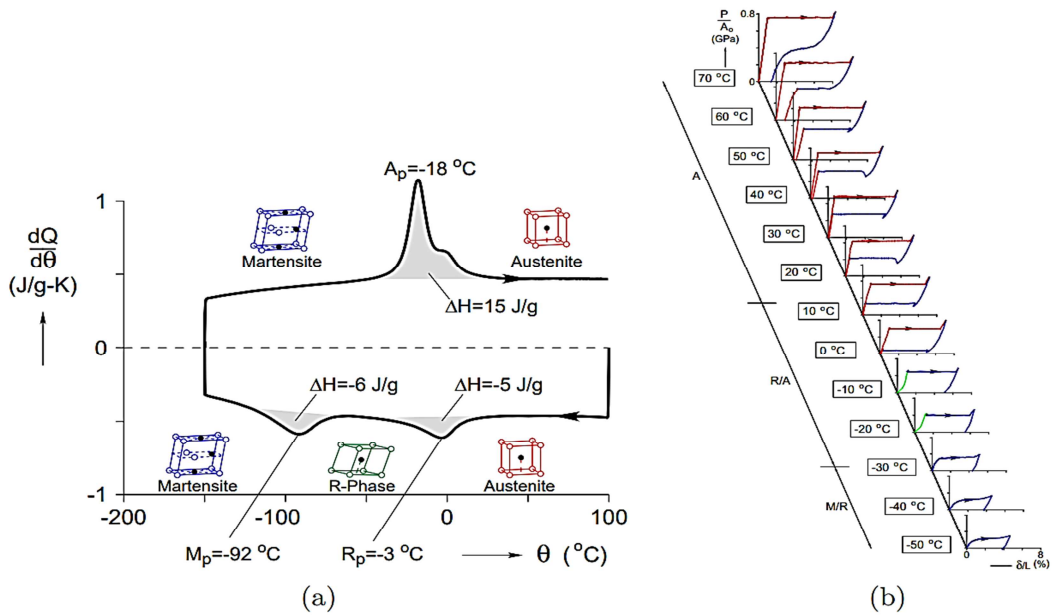 A_p=-18 °C
1
dQ
dθ
(J/g-K)
Martensite
Austenite
ΔH=15 J/g
0
ΔH=-6 J/g
ΔH=-5 J/g
Martensite
R-Phase
Austenite
-1
-200
-100
0
100
M_p=-92 °C
R_p=-3 °C
θ (°C)
(a)
P
A_o
(GPa)
0.8
0
70 °C
60 °C
50 °C
A
40 °C
30 °C
20 °C
10 °C
0 °C
R/A
-10 °C
-20 °C
-30 °C
M/R
-40 °C
-50 °C
0
8
δ/L (%)
(b)